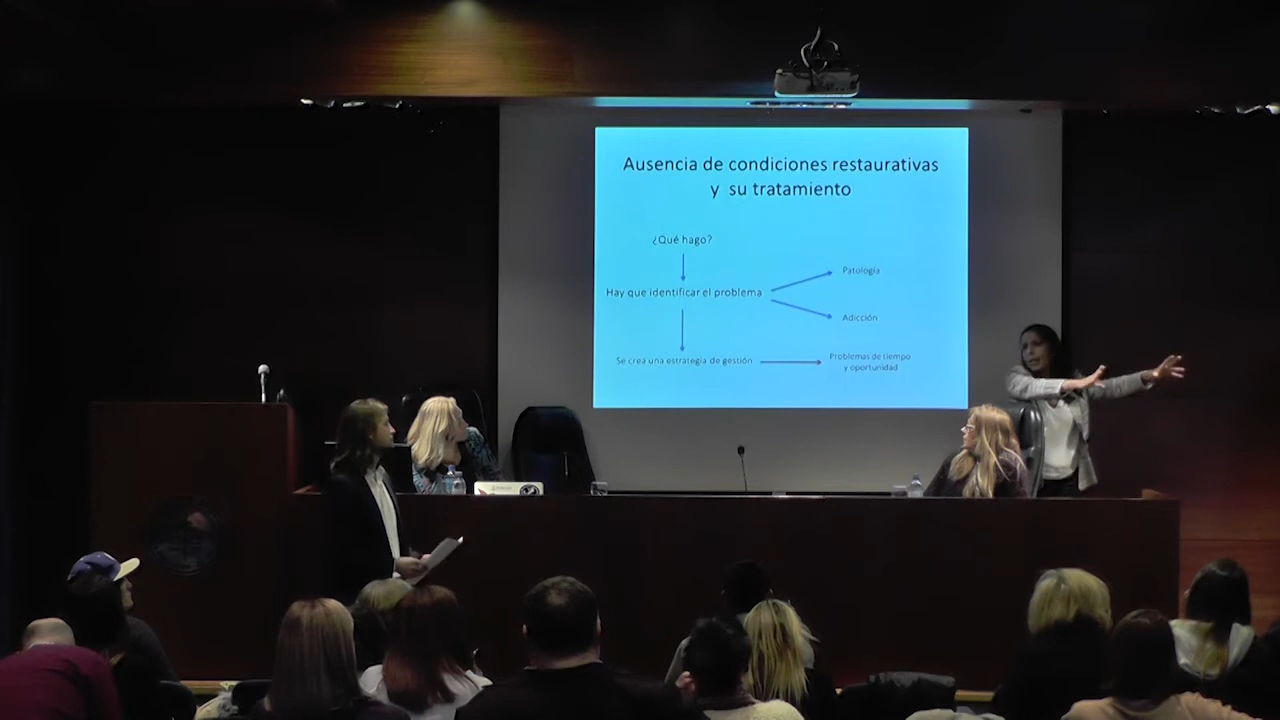 Ausencia de condiciones restaurativas
y su tratamiento
¿Qué hago?
Hay que identificar el problema
Patología
Adicción
Se crea una estrategia de gestión
Problemas de tiempo
y oportunidad